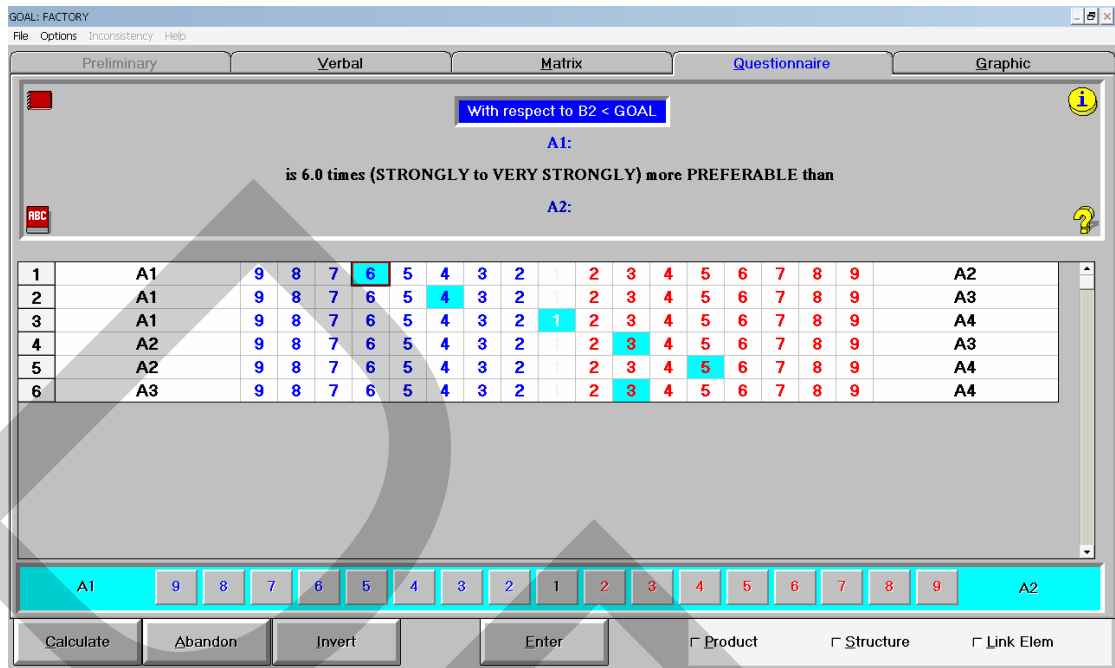 GOAL: FACTORY
File Options Inconsistency Help
Preliminary Verbal Matrix Questionnaire Graphic
With respect to B2 < GOAL
i
A1:
is 6.0 times (STRONGLY to VERY STRONGLY) more PREFERABLE than
ABC A2: ?
1 A1 9 8 7 6 5 4 3 2 1 2 3 4 5 6 7 8 9 A2
2 A1 9 8 7 6 5 4 3 2 1 2 3 4 5 6 7 8 9 A3
3 A1 9 8 7 6 5 4 3 2 1 2 3 4 5 6 7 8 9 A4
4 A2 9 8 7 6 5 4 3 2 1 2 3 4 5 6 7 8 9 A3
5 A2 9 8 7 6 5 4 3 2 1 2 3 4 5 6 7 8 9 A4
6 A3 9 8 7 6 5 4 3 2 1 2 3 4 5 6 7 8 9 A4
A1 9 8 7 6 5 4 3 2 1 2 3 4 5 6 7 8 9 A2
Calculate Abandon Invert Enter Product Structure Link Elem